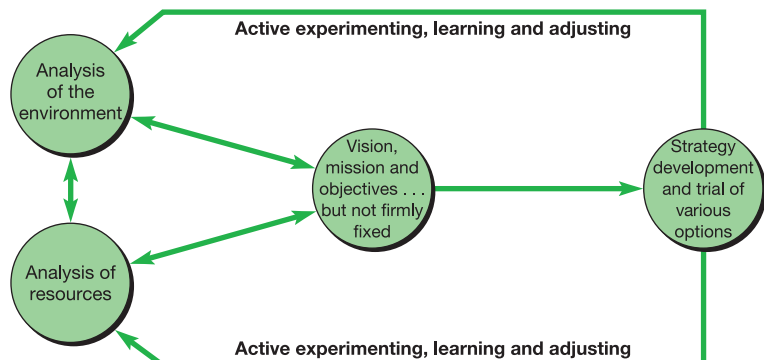 Active experimenting, learning and adjusting
Analysis
of the
environment
Vision,
mission and
objectives . . .
but not firmly
fixed
Strategy
development
and trial of
various
options
Analysis of
resources
Active experimenting, learning and adjusting